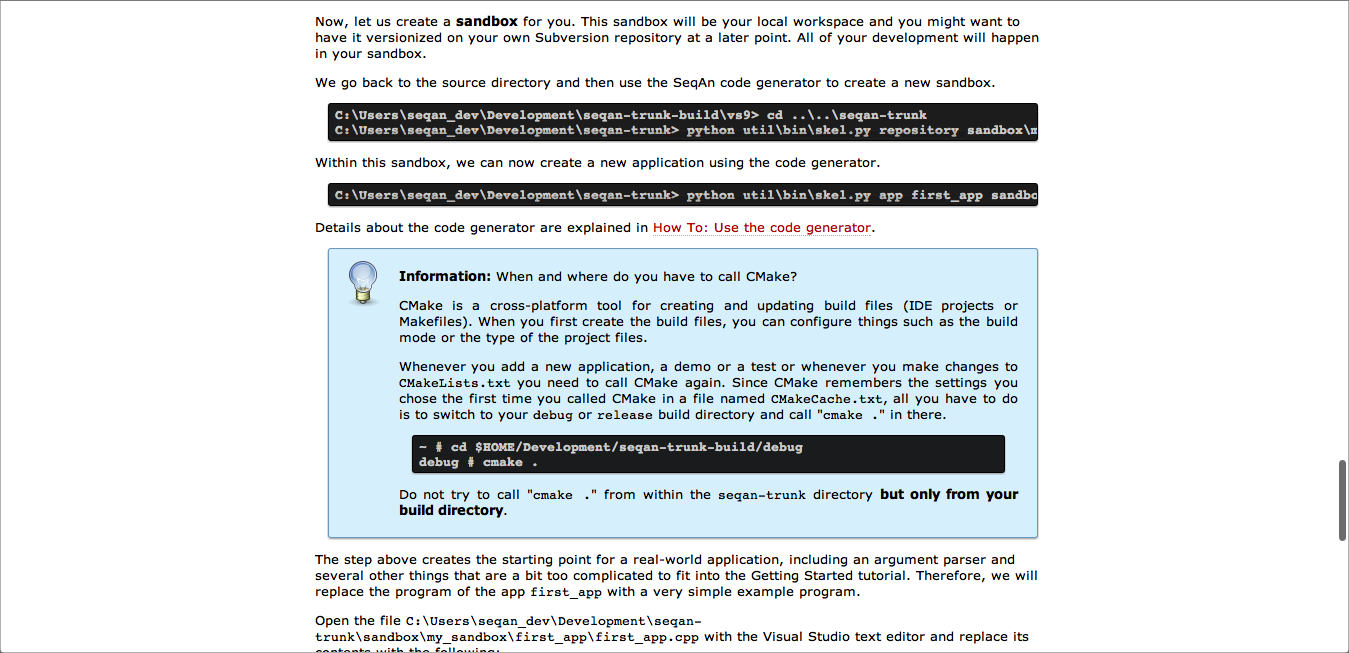 Now, let us create a sandbox for you. This sandbox will be your local workspace and you might want to
have it versionized on your own Subversion repository at a later point. All of your development will happen
in your sandbox.
We go back to the source directory and then use the SeqAn code generator to create a new sandbox.
C:\Users\seqan_dev\Development\seqan-trunk-build\vs9> cd ..\..\seqan-trunk
C:\Users\seqan_dev\Development\seqan-trunk> python util\bin\skel.py repository sandbox\m
Within this sandbox, we can now create a new application using the code generator.
C:\Users\seqan_dev\Development\seqan-trunk> python util\bin\skel.py app first_app sandbo
Details about the code generator are explained in How To: Use the code generator.
Information: When and where do you have to call CMake?
CMake is a cross-platform tool for creating and updating build files (IDE projects or
Makefiles). When you first create the build files, you can configure things such as the build
mode or the type of the project files.
Whenever you add a new application, a demo or a test or whenever you make changes to
CMakeLists.txt you need to call CMake again. Since CMake remembers the settings you
chose the first time you called CMake in a file named CMakeCache.txt, all you have to do
is to switch to your debug or release build directory and call "cmake ." in there.
~ # cd $HOME/Development/seqan-trunk-build/debug
debug # cmake .
Do not try to call "cmake ." from within the seqan-trunk directory but only from your
build directory.
The step above creates the starting point for a real-world application, including an argument parser and
several other things that are a bit too complicated to fit into the Getting Started tutorial. Therefore, we will
replace the program of the app first_app with a very simple example program.
Open the file C:\Users\seqan_dev\Development\seqan-
trunk\sandbox\my_sandbox\first_app\first_app.cpp with the Visual Studio text editor and replace its
contents with the following: